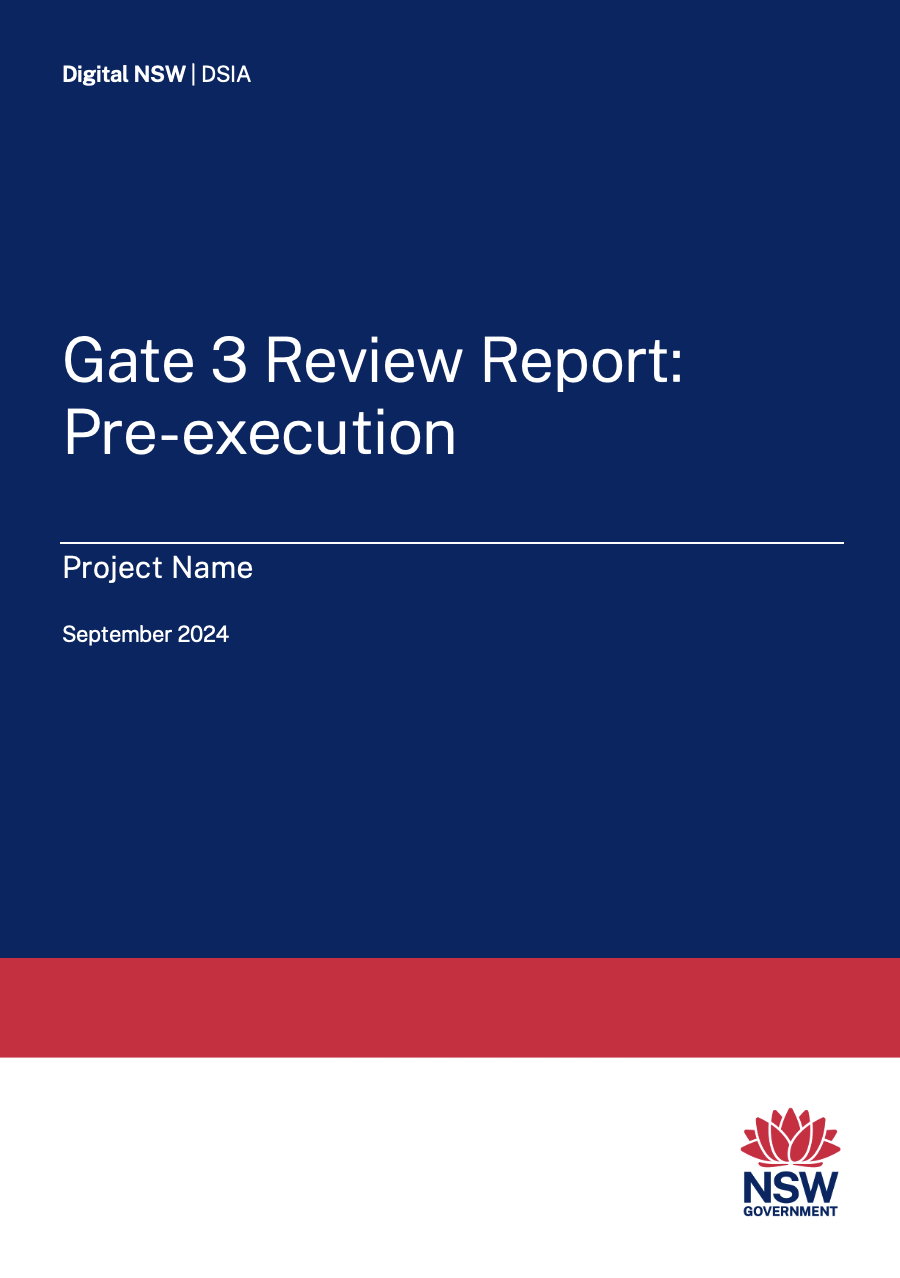 Digital NSW | DSIA
Gate 3 Review Report:
Pre-execution
Project Name
September 2024
NSW
GOVERNMENT